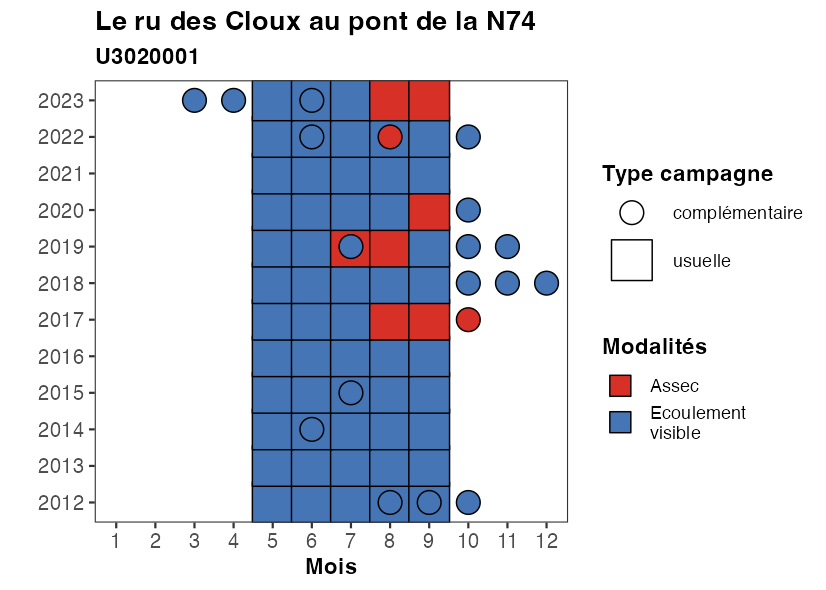 Le ru des Cloux au pont de la N74
U3020001
2023
2022
2021
2020
2019
2018
2017
2016
2015
2014
2013
2012
1 2 3 4 5 6 7 8 9 10 11 12
Mois
Type campagne
complémentaire
usuelle
Modalités
Assec
Ecoulement
visible